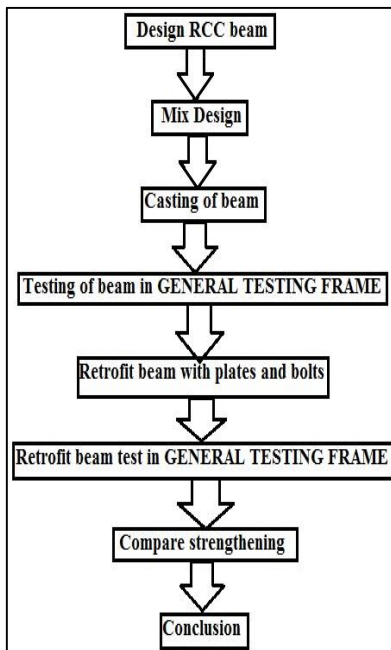 Design RCC beam
Mix Design
Casting of beam
Testing of beam in GENERAL TESTING FRAME
Retrofit beam with plates and bolts
Retrofit beam test in GENERAL TESTING FRAME
Compare strengthening
Conclusion